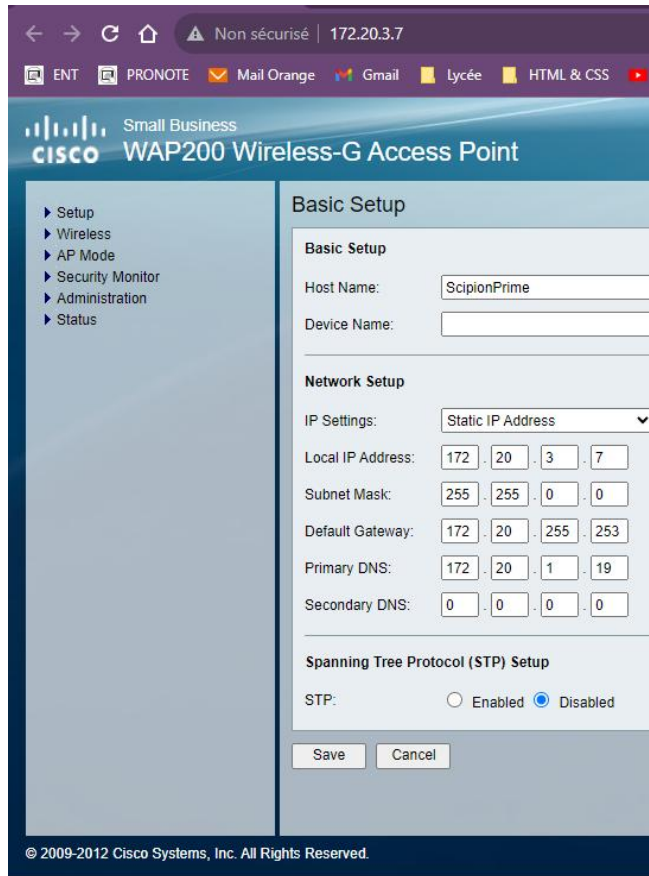 Non sécurisé | 172.20.3.7
ENT PRONOTE Mail Orange Gmail Lycée HTML & CSS
Small Business
CISCO WAP200 Wireless-G Access Point
Setup
Wireless
AP Mode
Security Monitor
Administration
Status
Basic Setup
Basic Setup
Host Name: ScipionPrime
Device Name:
Network Setup
IP Settings: Static IP Address
Local IP Address: 172 . 20 . 3 . 7
Subnet Mask: 255 . 255 . 0 . 0
Default Gateway: 172 . 20 . 255 . 253
Primary DNS: 172 . 20 . 1 . 19
Secondary DNS: 0 . 0 . 0 . 0
Spanning Tree Protocol (STP) Setup
STP: Enabled Disabled
Save Cancel
© 2009-2012 Cisco Systems, Inc. All Rights Reserved.